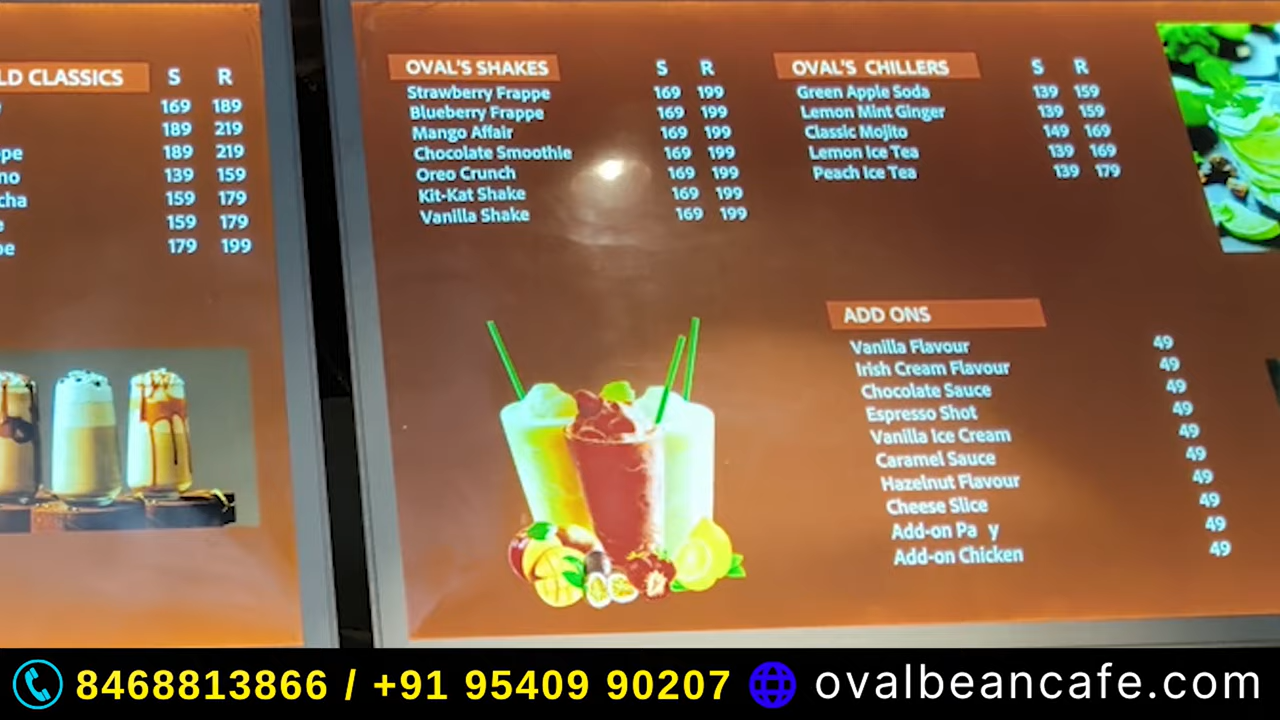 LD CLASSICS S R
169 189
189 219
pe 189 219
no 139 159
cha 159 179
e 159 179
pe 179 199
OVAL'S SHAKES S R
Strawberry Frappe 169 199
Blueberry Frappe 169 199
Mango Affair 169 199
Chocolate Smoothie 169 199
Oreo Crunch 169 199
Kit-Kat Shake 169 199
Vanilla Shake 169 199
OVAL'S CHILLERS S R
Green Apple Soda 139 159
Lemon Mint Ginger 139 159
Classic Mojito 149 169
Lemon Ice Tea 139 169
Peach Ice Tea 139 179
ADD ONS
Vanilla Flavour 49
Irish Cream Flavour 49
Chocolate Sauce 49
Espresso Shot 49
Vanilla Ice Cream 49
Caramel Sauce 49
Hazelnut Flavour 49
Cheese Slice 49
Add-on Pa y 49
Add-on Chicken 49
8468813866 / +91 95409 90207 ovalbeancafe.com